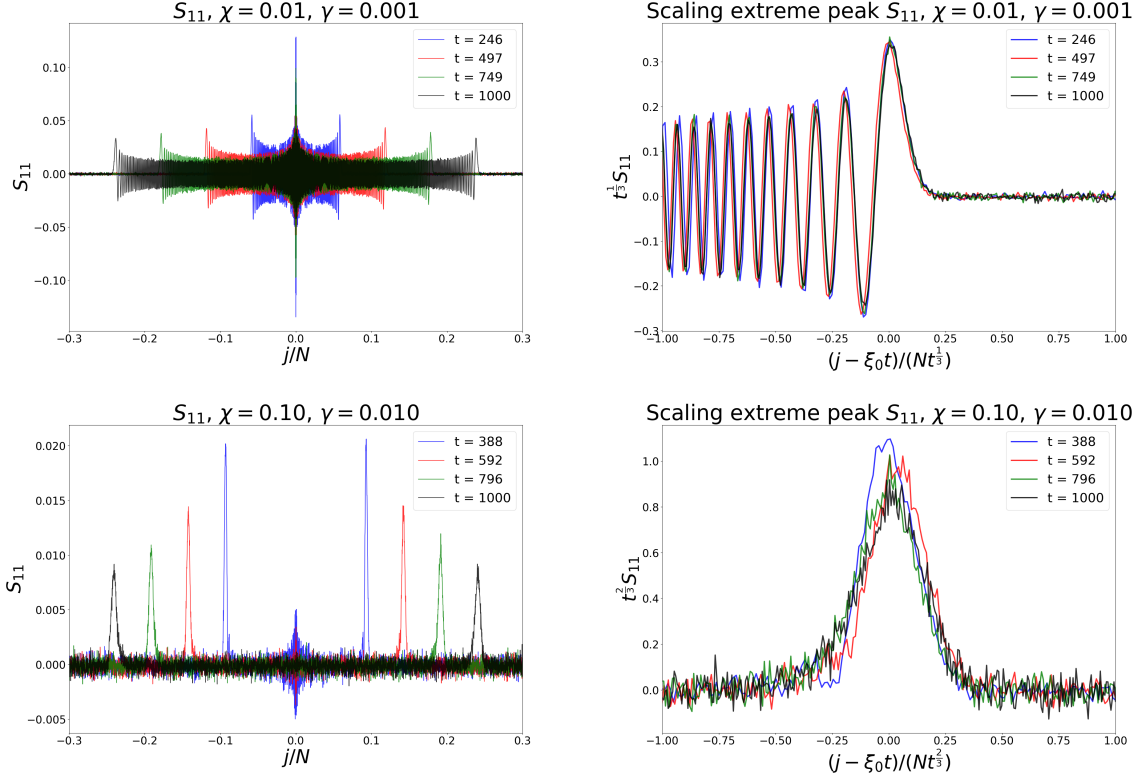 S₁₁, χ = 0.01, γ = 0.001
S₁₁
0.10
0.05
0.00
−0.05
−0.10
t = 246
t = 497
t = 749
t = 1000
−0.3 −0.2 −0.1 0.0 0.1 0.2 0.3
j/N
Scaling extreme peak S₁₁, χ = 0.01, γ = 0.001
t^{1/3}S₁₁
0.3
0.2
0.1
0.0
−0.1
−0.2
−0.3
t = 246
t = 497
t = 749
t = 1000
−1.00 −0.75 −0.50 −0.25 0.00 0.25 0.50 0.75 1.00
(j − ξ₀t)/(Nt^{1/3})
S₁₁, χ = 0.10, γ = 0.010
S₁₁
0.020
0.015
0.010
0.005
0.000
−0.005
t = 388
t = 592
t = 796
t = 1000
−0.3 −0.2 −0.1 0.0 0.1 0.2 0.3
j/N
Scaling extreme peak S₁₁, χ = 0.10, γ = 0.010
t^{2/3}S₁₁
1.0
0.8
0.6
0.4
0.2
0.0
t = 388
t = 592
t = 796
t = 1000
−1.00 −0.75 −0.50 −0.25 0.00 0.25 0.50 0.75 1.00
(j − ξ₀t)/(Nt^{2/3})